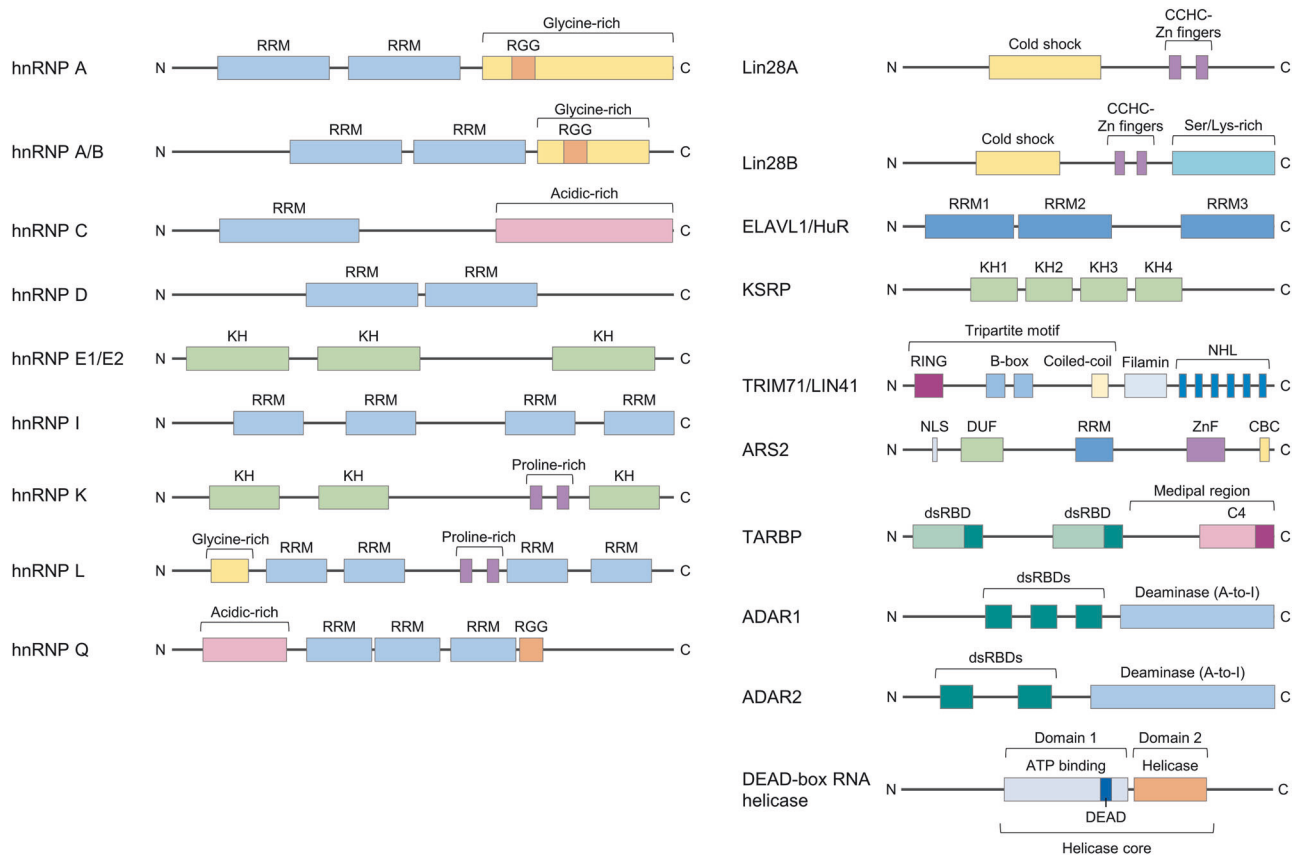 Glycine-rich
RRM RRM RGG
hnRNP A N C
Glycine-rich
RRM RRM RGG
hnRNP A/B N C
Acidic-rich
RRM
hnRNP C N C
RRM RRM
hnRNP D N C
KH KH KH
hnRNP E1/E2 N C
RRM RRM RRM RRM
hnRNP I N C
Proline-rich
KH KH KH
hnRNP K N C
Glycine-rich Proline-rich
RRM RRM RRM RRM
hnRNP L N C
Acidic-rich
RRM RRM RRM RGG
hnRNP Q N C
CCHC-
Cold shock Zn fingers
Lin28A N C
CCHC-
Cold shock Zn fingers Ser/Lys-rich
Lin28B N C
RRM1 RRM2 RRM3
ELAVL1/HuR N C
KH1 KH2 KH3 KH4
KSRP N C
Tripartite motif
RING B-box Coiled-coil Filamin NHL
TRIM71/LIN41 N C
NLS DUF RRM ZnF CBC
ARS2 N C
Medipal region
dsRBD dsRBD C4
TARBP N C
dsRBDs Deaminase (A-to-I)
ADAR1 N C
dsRBDs Deaminase (A-to-I)
ADAR2 N C
Domain 1 Domain 2
ATP binding Helicase
DEAD-box RNA N C
helicase
DEAD
Helicase core